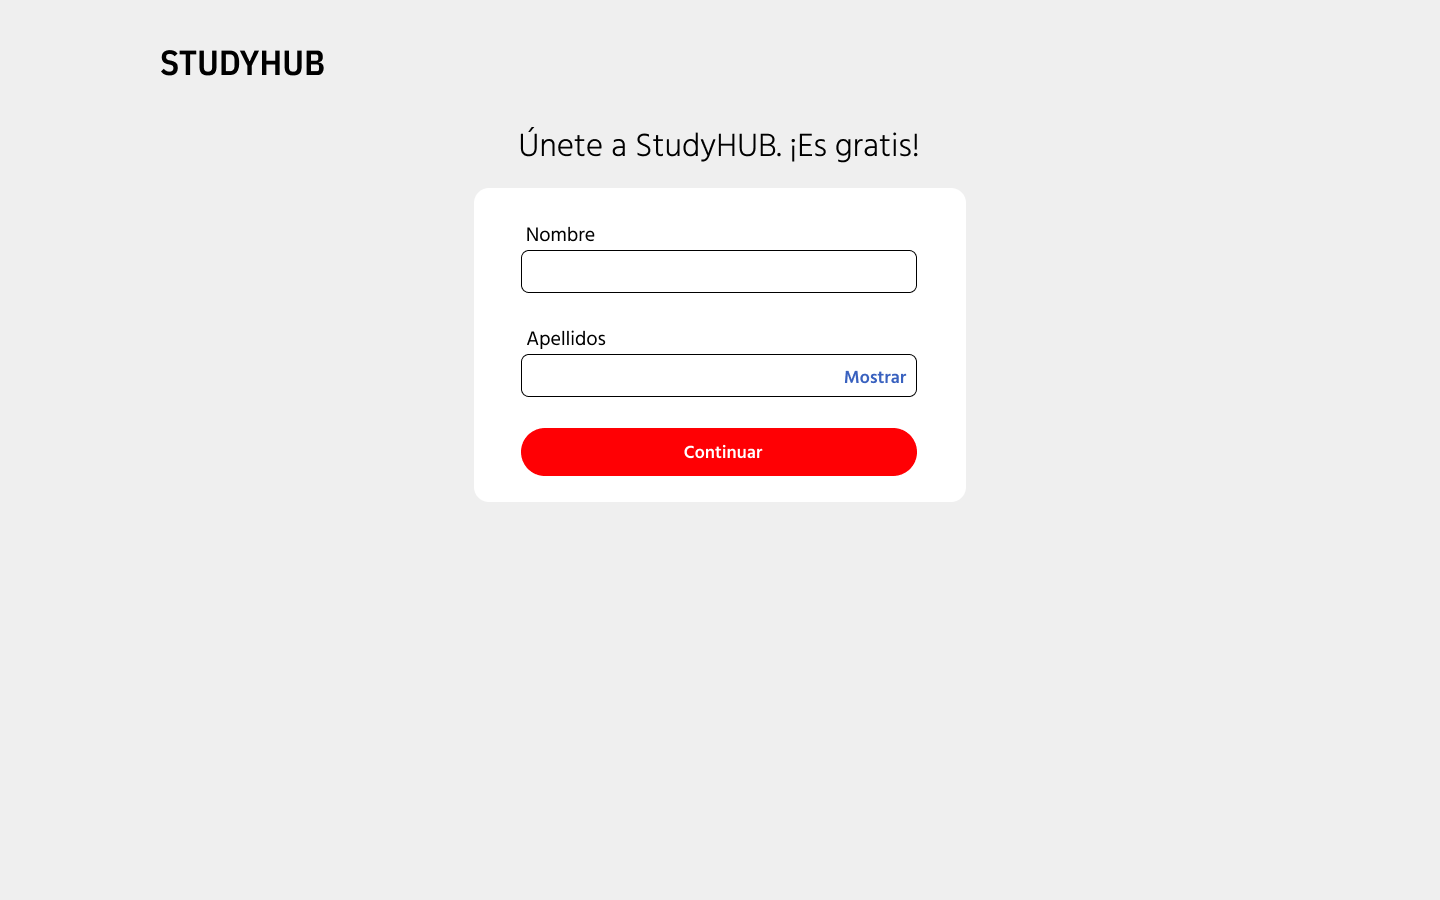 STUDYHUB
Únete a StudyHUB. ¡Es gratis!
Nombre
Apellidos
Mostrar
Continuar